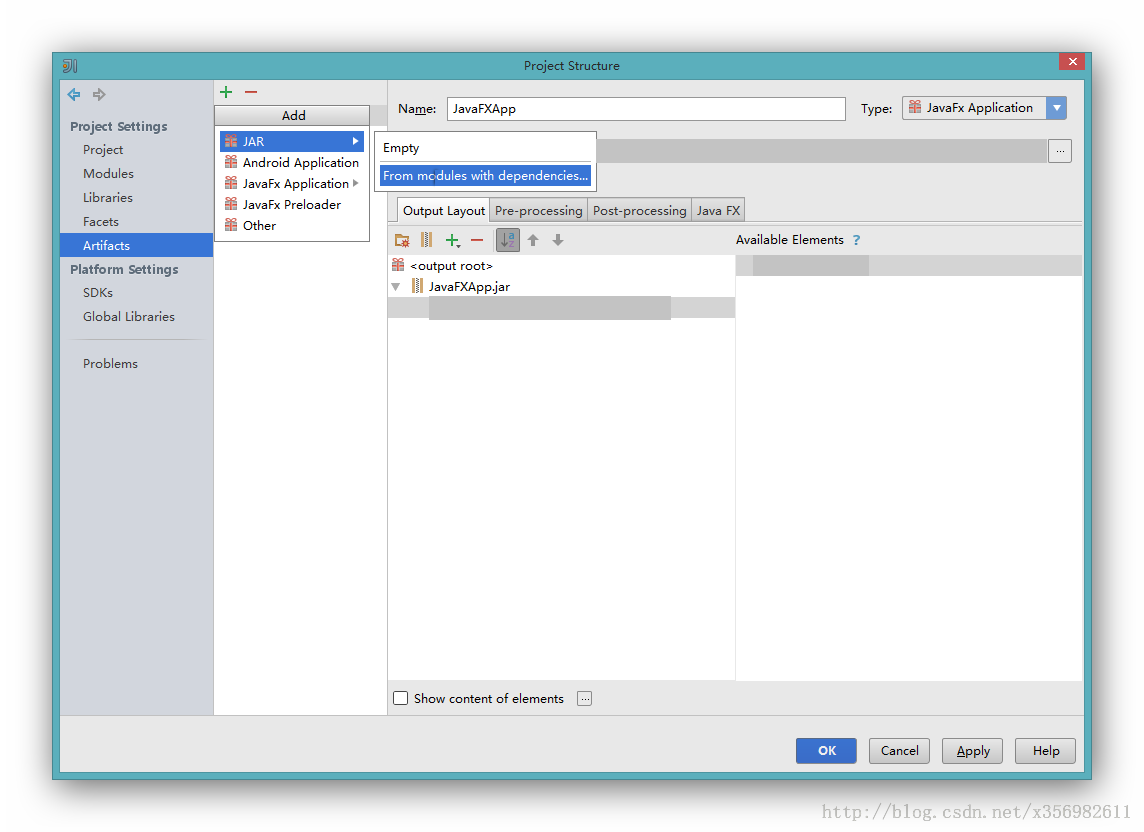 Project Structure
Project Settings
Project
Modules
Libraries
Facets
Artifacts
Platform Settings
SDKs
Global Libraries
Problems
Add
JAR
Android Application
JavaFx Application
JavaFx Preloader
Other
Empty
From modules with dependencies...
Name: JavaFXApp
Type: JavaFx Application
...
Output Layout Pre-processing Post-processing Java FX
Available Elements ?
<output root>
JavaFXApp.jar
Show content of elements ...
OK Cancel Apply Help
http://blog.csdn.net/x356982611